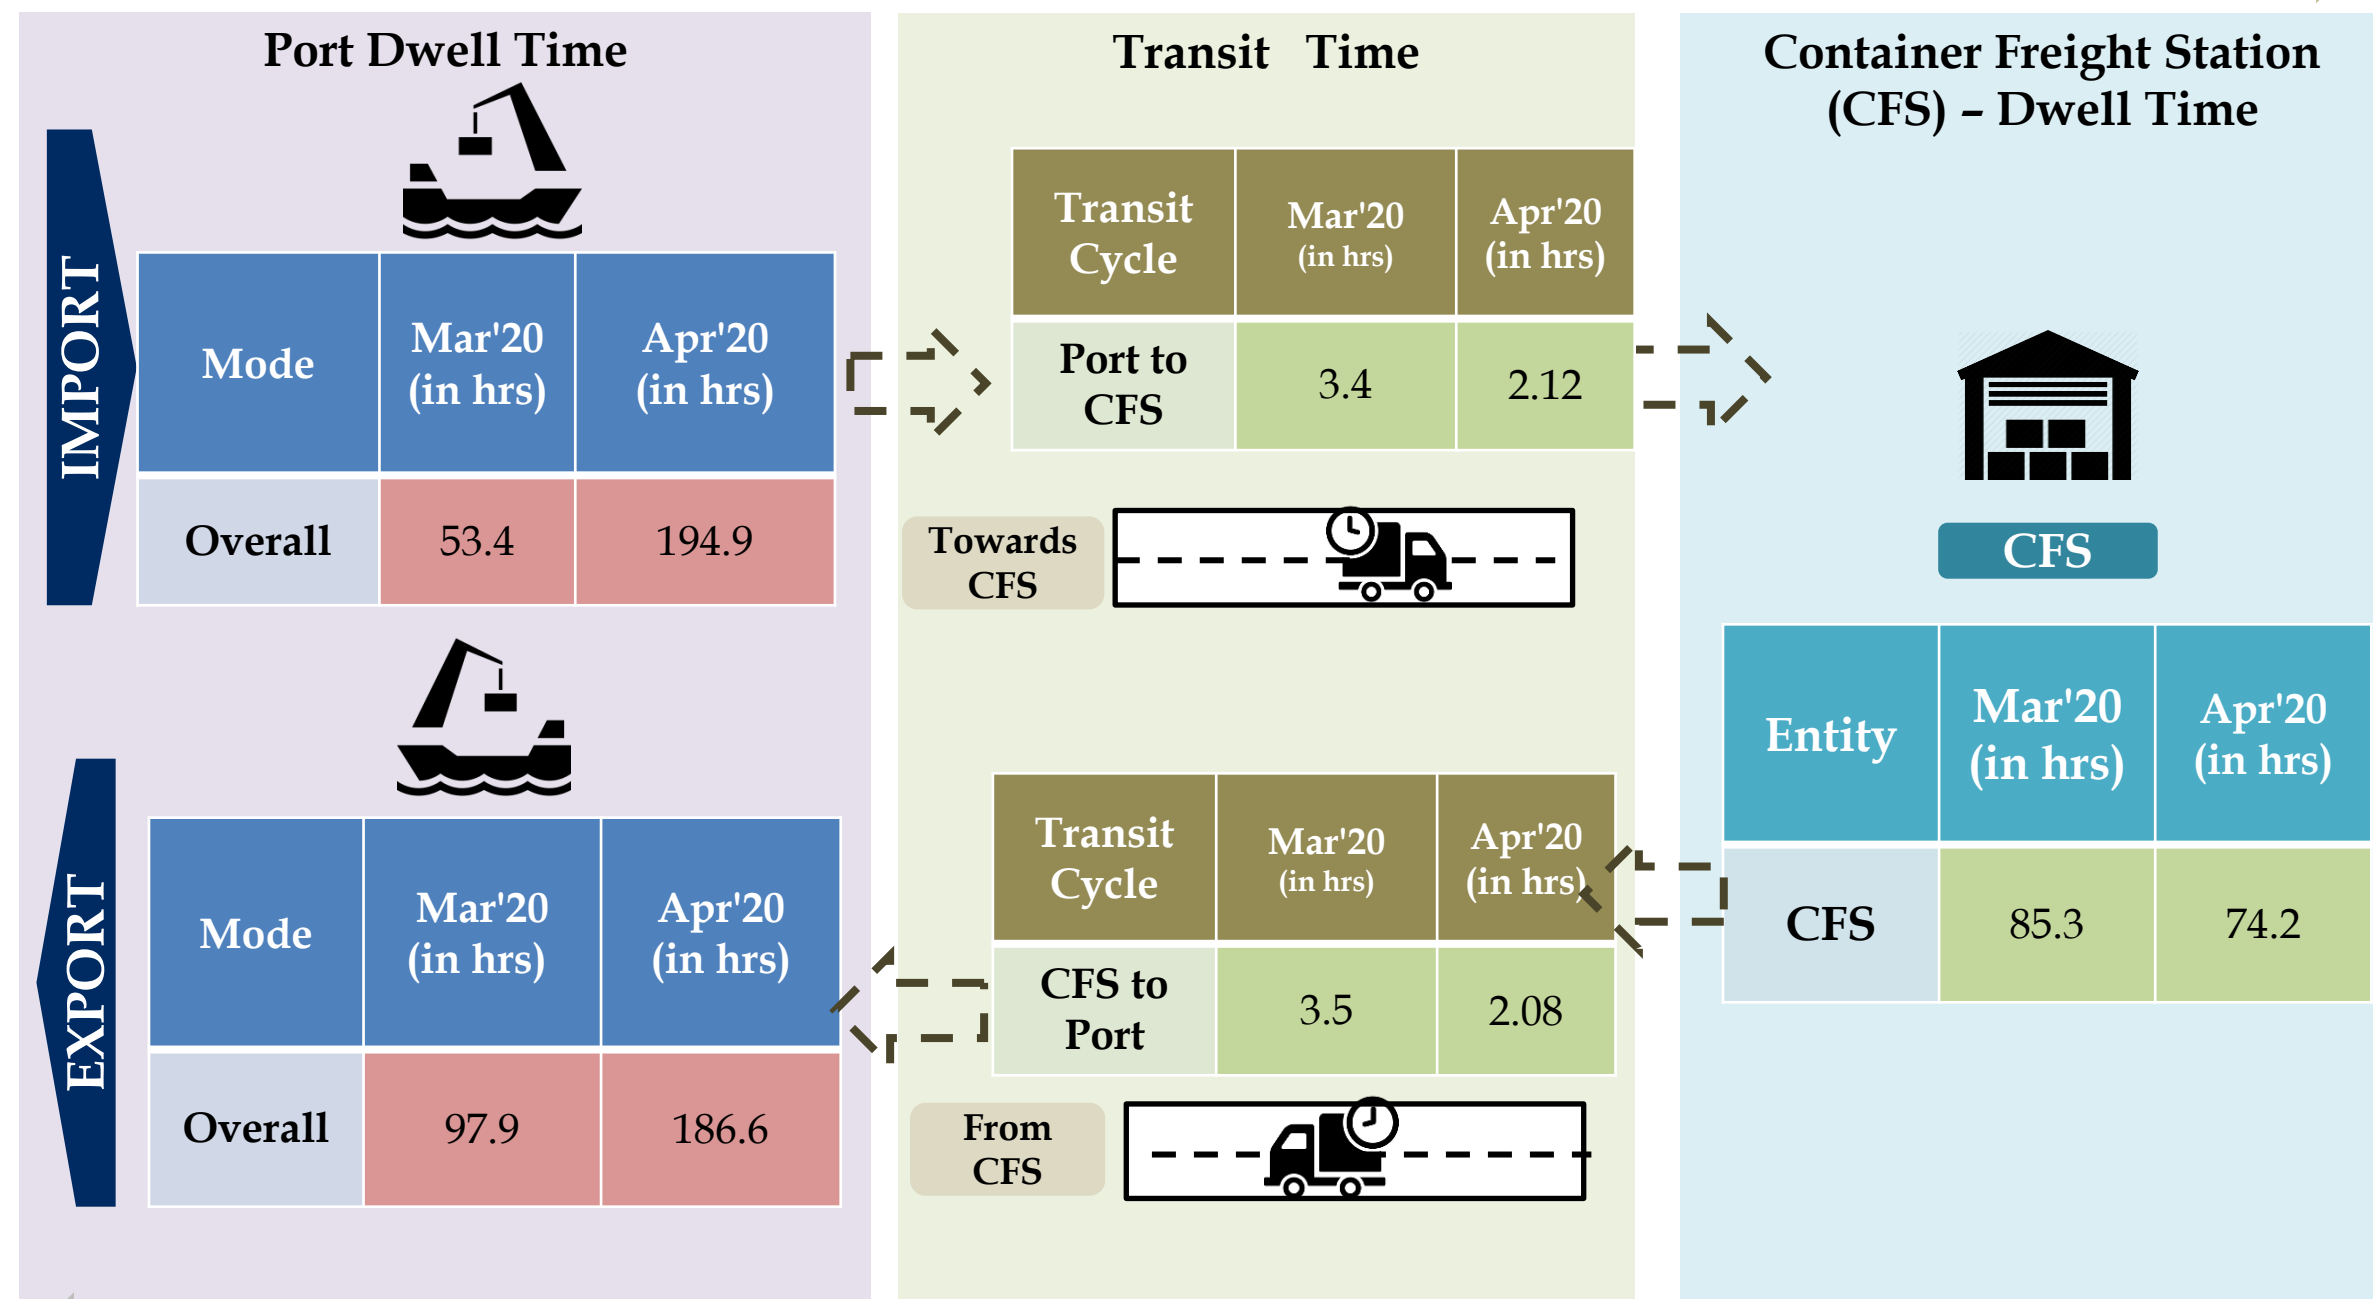 Port Dwell Time
IMPORT
Mode
Mar'20
(in hrs)
Apr'20
(in hrs)
Overall
53.4
194.9
EXPORT
Mode
Mar'20
(in hrs)
Apr'20
(in hrs)
Overall
97.9
186.6
Transit Time
Transit
Cycle
Mar'20
(in hrs)
Apr'20
(in hrs)
Port to
CFS
3.4
2.12
Towards
CFS
Transit
Cycle
Mar'20
(in hrs)
Apr'20
(in hrs)
CFS to
Port
3.5
2.08
From
CFS
Container Freight Station
(CFS) – Dwell Time
CFS
Entity
Mar'20
(in hrs)
Apr'20
(in hrs)
CFS
85.3
74.2